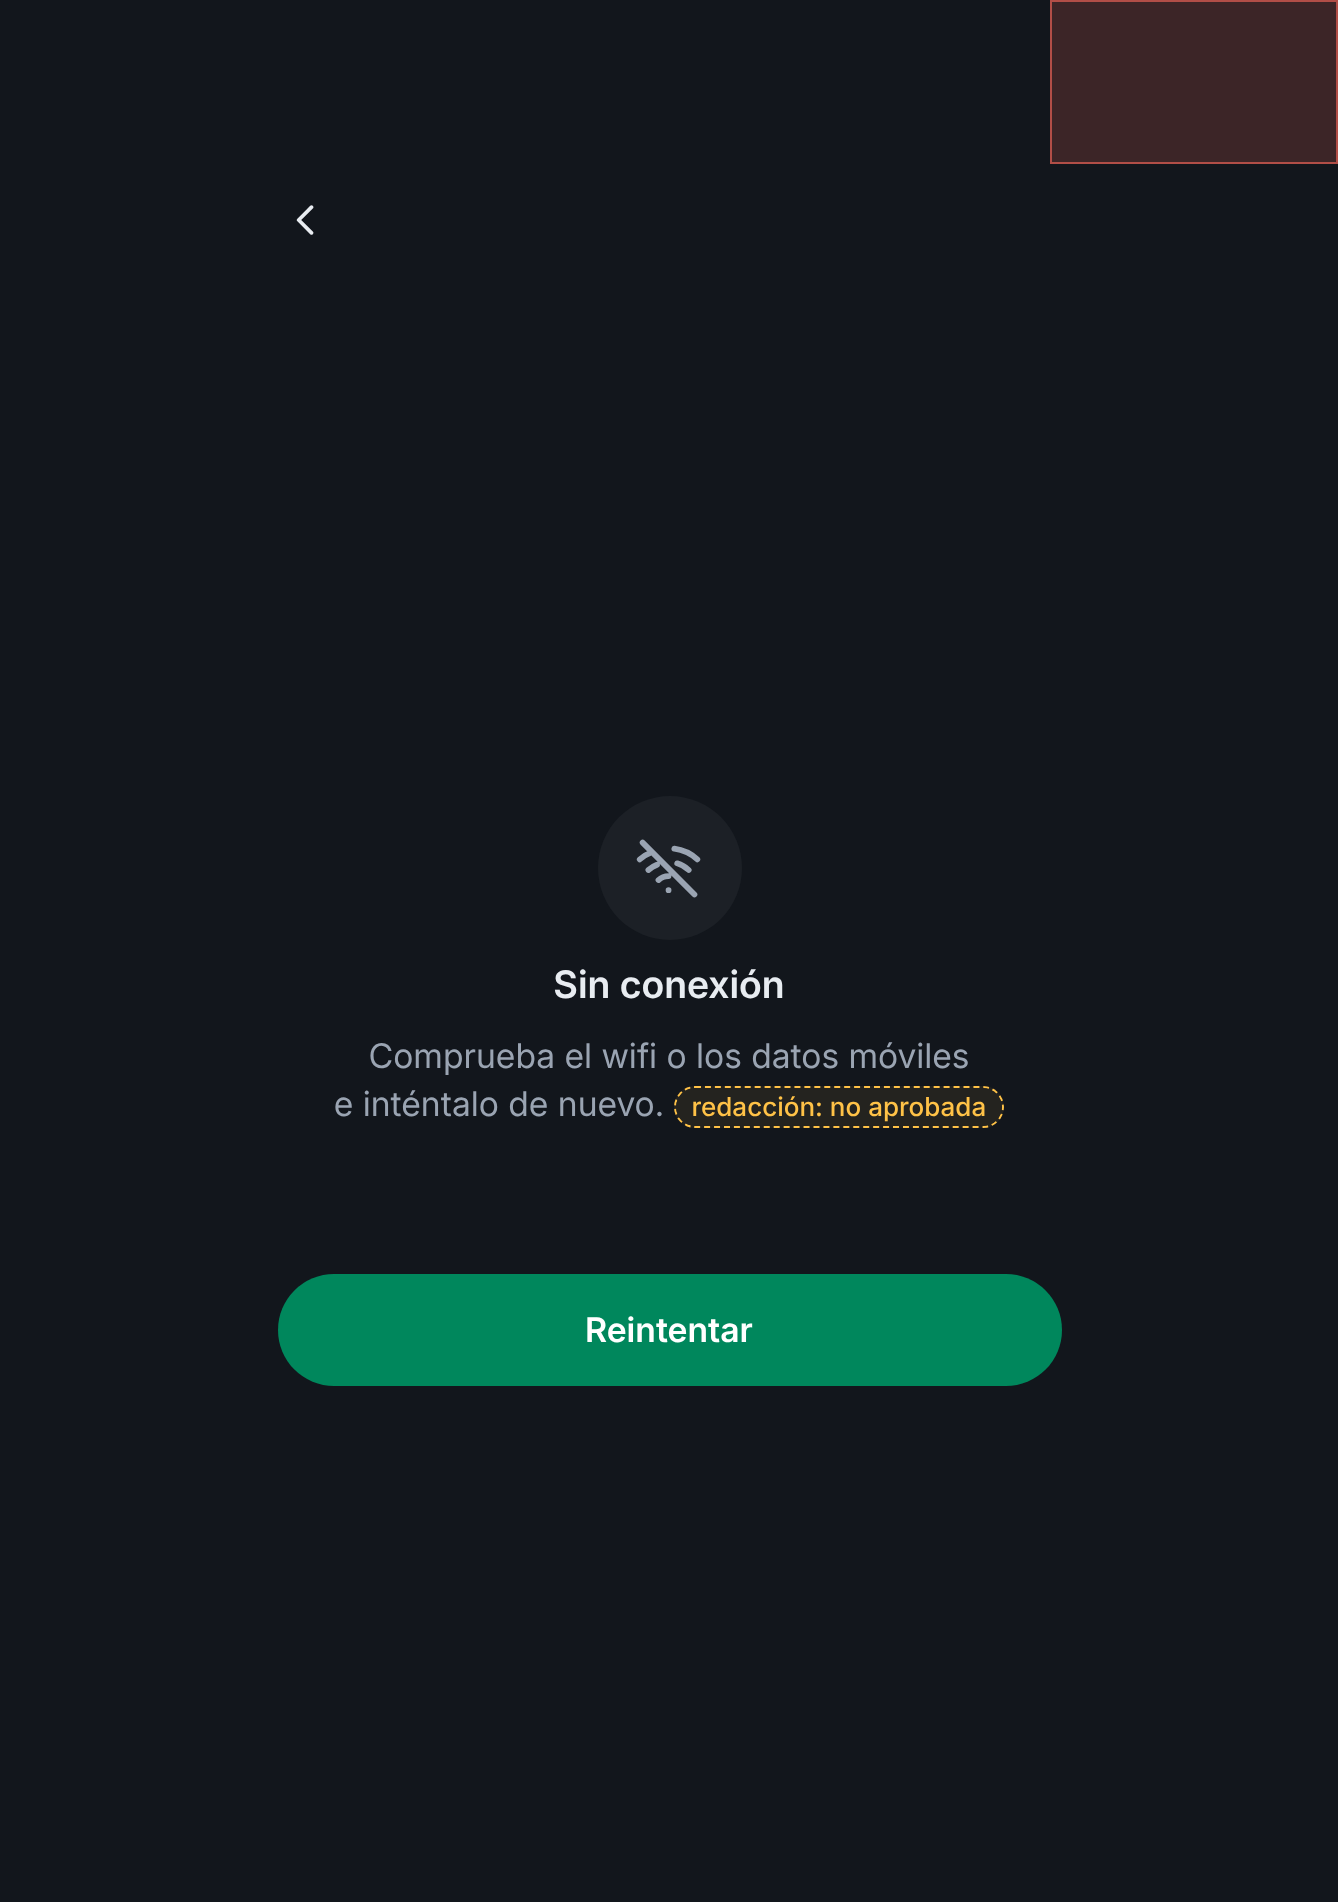 Sin conexión
Comprueba el wifi o los datos móviles
e inténtalo de nuevo. redacción: no aprobada
Reintentar